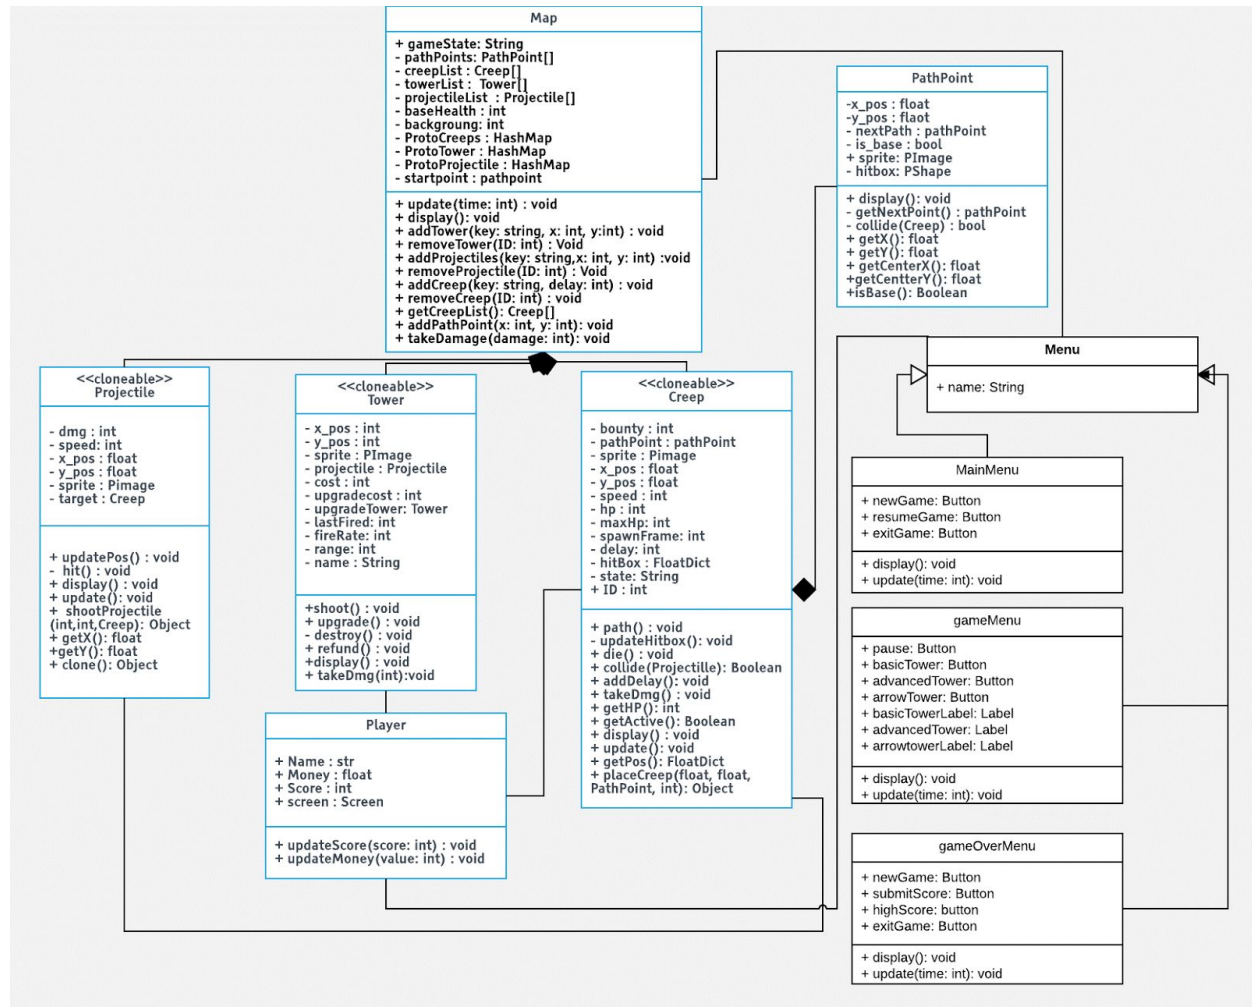 Map
+ gameState: String
- pathPoints: PathPoint[]
- creepList : Creep[]
- towerList :  Tower[]
- projectileList  : Projectile[]
- baseHealth : int
- backgroung: int
- ProtoCreeps : HashMap
- ProtoTower : HashMap
- ProtoProjectile : HashMap
- startpoint : pathpoint
+ update(time: int) : void
+ display(): void
+ addTower(key: string, x: int, y:int) : void
+ removeTower(ID: int) : Void
+ addProjectiles(key: string,x: int, y: int) :void
+ removeProjectile(ID: int) : Void
+ addCreep(key: string, delay: int) : void
+ removeCreep(ID: int) : void
+ getCreepList(): Creep[]
+ addPathPoint(x: int, y: int): void
+ takeDamage(damage: int): void
PathPoint
-x_pos : float
-y_pos : flaot
- nextPath : pathPoint
- is_base : bool
+ sprite: PImage
- hitbox: PShape
+ display(): void
- getNextPoint() : pathPoint
- collide(Creep) : bool
+ getX(): float
+ getY(): float
+ getCenterX(): float
+getCentterY(): float
+isBase(): Boolean
Menu
+ name: String
<<cloneable>>
Projectile
- dmg : int
- speed: int
- x_pos : float
- y_pos : float
- sprite : Pimage
- target : Creep
+ updatePos() : void
- hit() : void
+ display() : void
+ update(): void
+  shootProjectile
(int,int,Creep): Object
+ getX(): float
+getY(): float
+ clone(): Object
<<cloneable>>
Tower
- x_pos : int
- y_pos : int
- sprite : PImage
- projectile : Projectile
- cost : int
- upgradecost : int
- upgradeTower: Tower
- lastFired: int
- fireRate: int
- range: int
- name : String
+shoot() : void
+ upgrade() : void
- destroy() : void
+ refund() : void
+display() : void
+ takeDmg(int):void
<<cloneable>>
Creep
- bounty : int
- pathPoint : pathPoint
- sprite : Pimage
- x_pos : float
- y_pos : float
- speed : int
- hp : int
- maxHp: int
- spawnFrame: int
- delay: int
- hitBox : FloatDict
- state: String
+ ID : int
+ path() : void
- updateHitbox(): void
+ die() : void
+ collide(Projectille): Boolean
+ addDelay(): void
+ takeDmg() : void
+ getHP(): int
+ getActive(): Boolean
+ display() : void
+ update(): void
+ getPos(): FloatDict
+ placeCreep(float, float,
PathPoint, int): Object
Player
+ Name : str
+ Money : float
+ Score : int
+ screen : Screen
+ updateScore(score: int) : void
+ updateMoney(value: int) : void
MainMenu
+ newGame: Button
+ resumeGame: Button
+ exitGame: Button
+ display(): void
+ update(time: int): void
gameMenu
+ pause: Button
+ basicTower: Button
+ advancedTower: Button
+ arrowTower: Button
+ basicTowerLabel: Label
+ advancedTower: Label
+ arrowtowerLabel: Label
+ display(): void
+ update(time: int): void
gameOverMenu
+ newGame: Button
+ submitScore: Button
+ highScore: button
+ exitGame: Button
+ display(): void
+ update(time: int): void